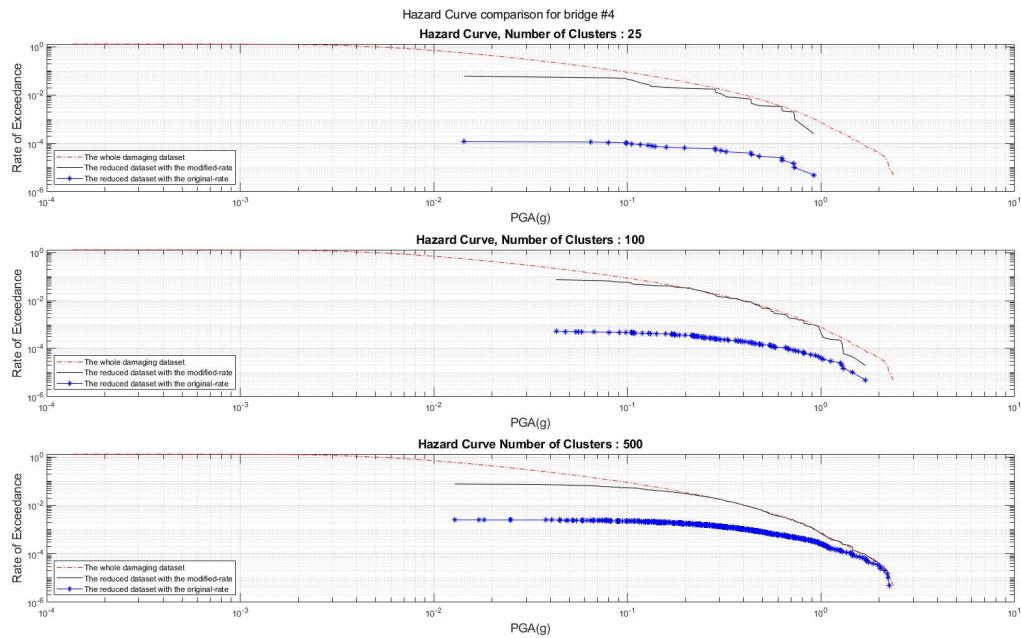 Hazard Curve comparison for bridge #4
Hazard Curve, Number of Clusters : 25
Rate of Exceedance
10^0
10^-2
10^-4
10^-6
The whole damaging dataset
The reduced dataset with the modified-rate
The reduced dataset with the original-rate
10^-4 10^-3 10^-2 10^-1 10^0 10^1
PGA(g)
Hazard Curve, Number of Clusters : 100
Rate of Exceedance
10^0
10^-2
10^-4
10^-6
The whole damaging dataset
The reduced dataset with the modified-rate
The reduced dataset with the original-rate
10^-4 10^-3 10^-2 10^-1 10^0 10^1
PGA(g)
Hazard Curve Number of Clusters : 500
Rate of Exceedance
10^0
10^-2
10^-4
10^-6
The whole damaging dataset
The reduced dataset with the modified-rate
The reduced dataset with the original-rate
10^-4 10^-3 10^-2 10^-1 10^0 10^1
PGA(g)